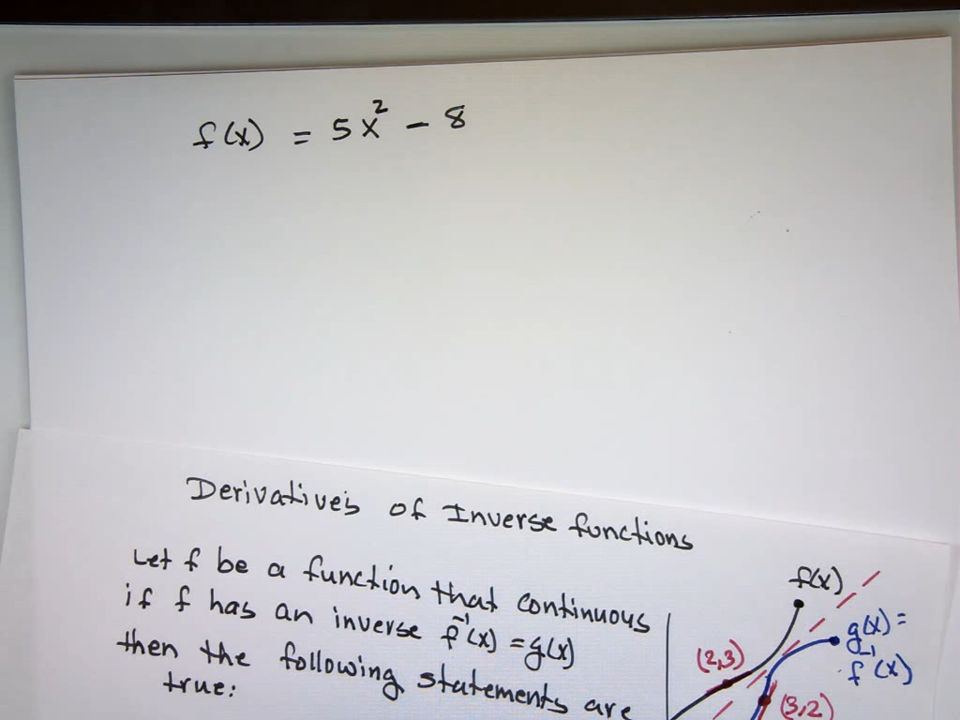 f(x) = 5x² - 8
Derivatives of Inverse functions
Let f be a function that continuous
if f has an inverse f⁻¹(x) = g(x)
then the following statements are
true:
f(x)
g(x) =
f⁻¹(x)
(2,3)
(3,2)